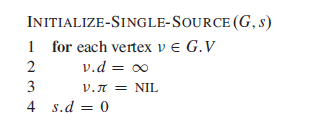 INITIALIZE-SINGLE-SOURCE(G, s)
1 for each vertex v ∈ G.V
2 v.d = ∞
3 v.π = NIL
4 s.d = 0